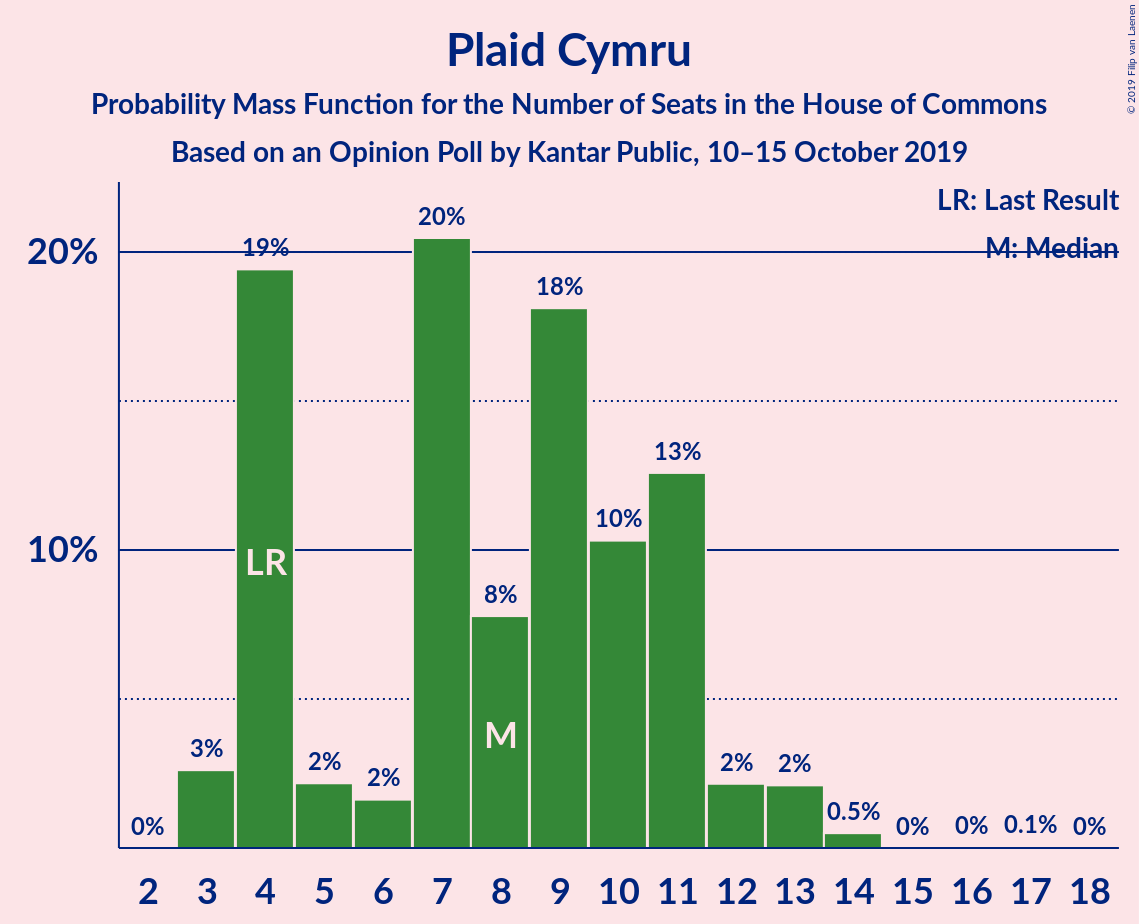 Plaid Cymru
Probability Mass Function for the Number of Seats in the House of Commons
Based on an Opinion Poll by Kantar Public, 10–15 October 2019
© 2019 Filip van Laenen
LR: Last Result
M: Median
20%
10%
0%
3%
19%
2%
2%
20%
8%
18%
10%
13%
2%
2%
0.5%
0%
0%
0.1%
0%
LR
M
2 3 4 5 6 7 8 9 10 11 12 13 14 15 16 17 18